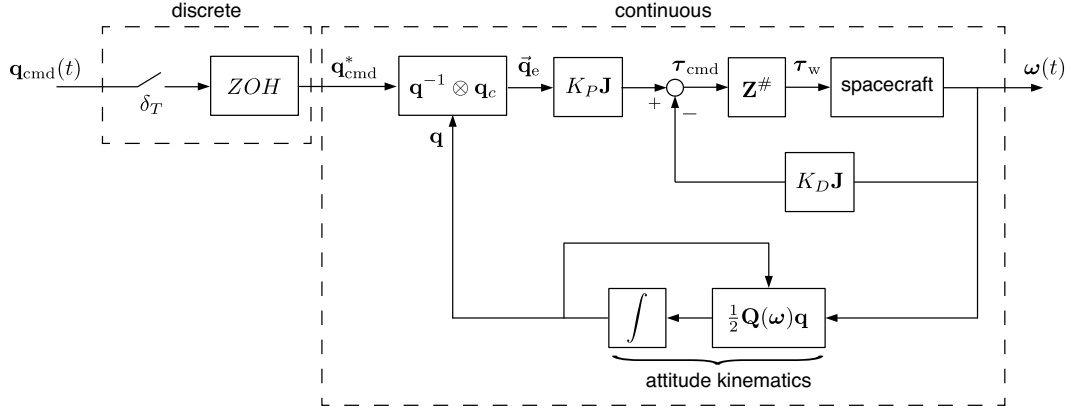 discrete
continuous
q_cmd(t)
δ_T
ZOH
q*_cmd
q⁻¹ ⊗ q_c
q⃗_e
K_P J
τ_cmd
+
−
Z^#
τ_w
spacecraft
ω(t)
q
K_D J
∫
½Q(ω)q
attitude kinematics